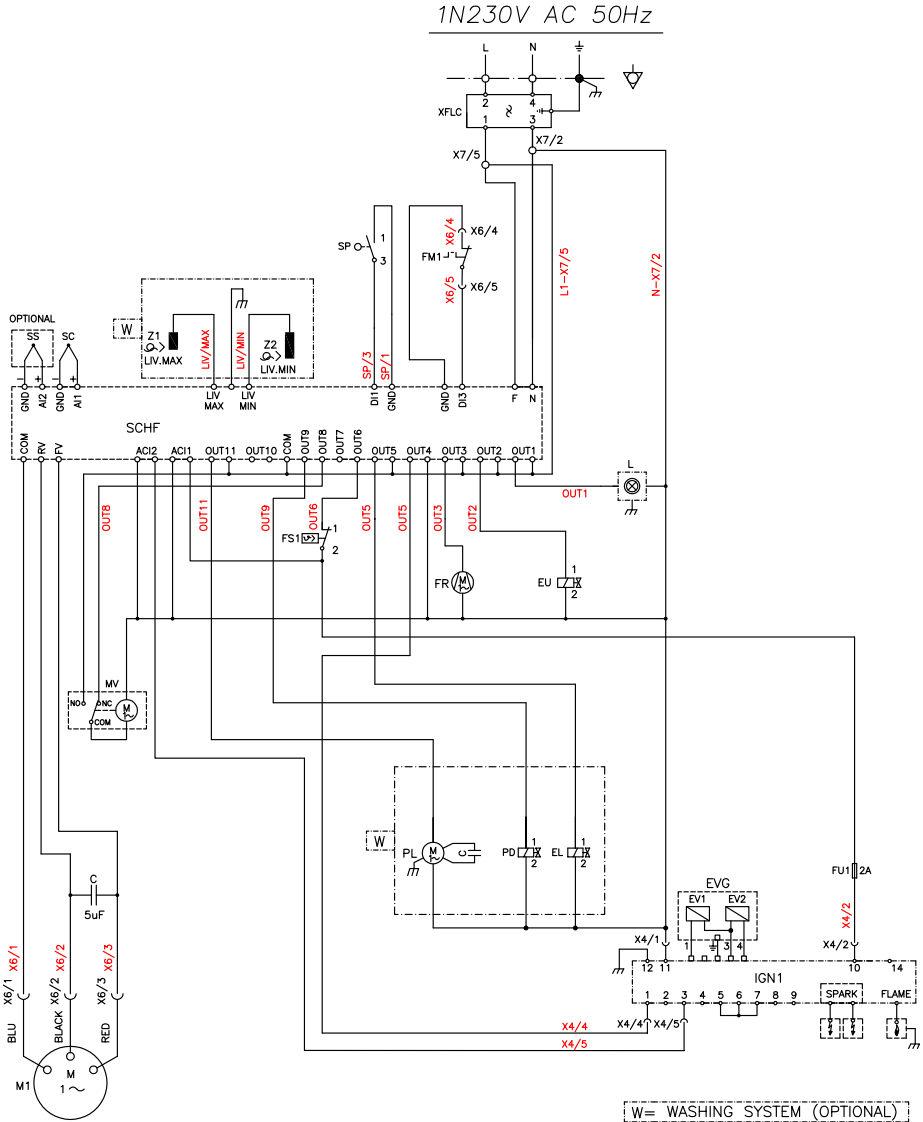 1N230V AC 50Hz
L N
2 4
XFLC
1 3
X7/2
X7/5
X6/4 X6/4
SP 1
3
FM1
X6/5 X6/5
L1-X7/5
N-X7/2
OPTIONAL
SS SC
W
Z1
LIV.MAX
LIV/MAX
LIV/MIN
Z2
LIV.MIN
SP/3
SP/1
− + − +
GND AI2 GND AI1
LIV MAX
LIV MIN
DI1 GND
GND DI3
F N
SCHF
COM RV FV
ACI2 ACI1 OUT11 OUT10 COM OUT9 OUT8 OUT7 OUT6 OUT5 OUT4 OUT3 OUT2 OUT1
L
OUT1
OUT8
OUT11
OUT9
OUT6
OUT5
OUT5
OUT3
OUT2
FS1 1
2
FR M
1~
EU 1
2
MV
NO NC
COM
M
1~
W
PL M
1~
C
PD 1
2
EL 1
2
FU1 2A
C
5uF
EVG
EV1 EV2
1 3 4
X4/2
X4/1
X4/2
12 11 10 14
IGN1
1 2 3 4 5 6 7 8 9
SPARK FLAME
X6/1 X6/1
X6/2 X6/2
X6/3 X6/3
BLU
BLACK
RED
X4/4 X4/4 X4/5
X4/5
M1 M
1~
W= WASHING SYSTEM (OPTIONAL)